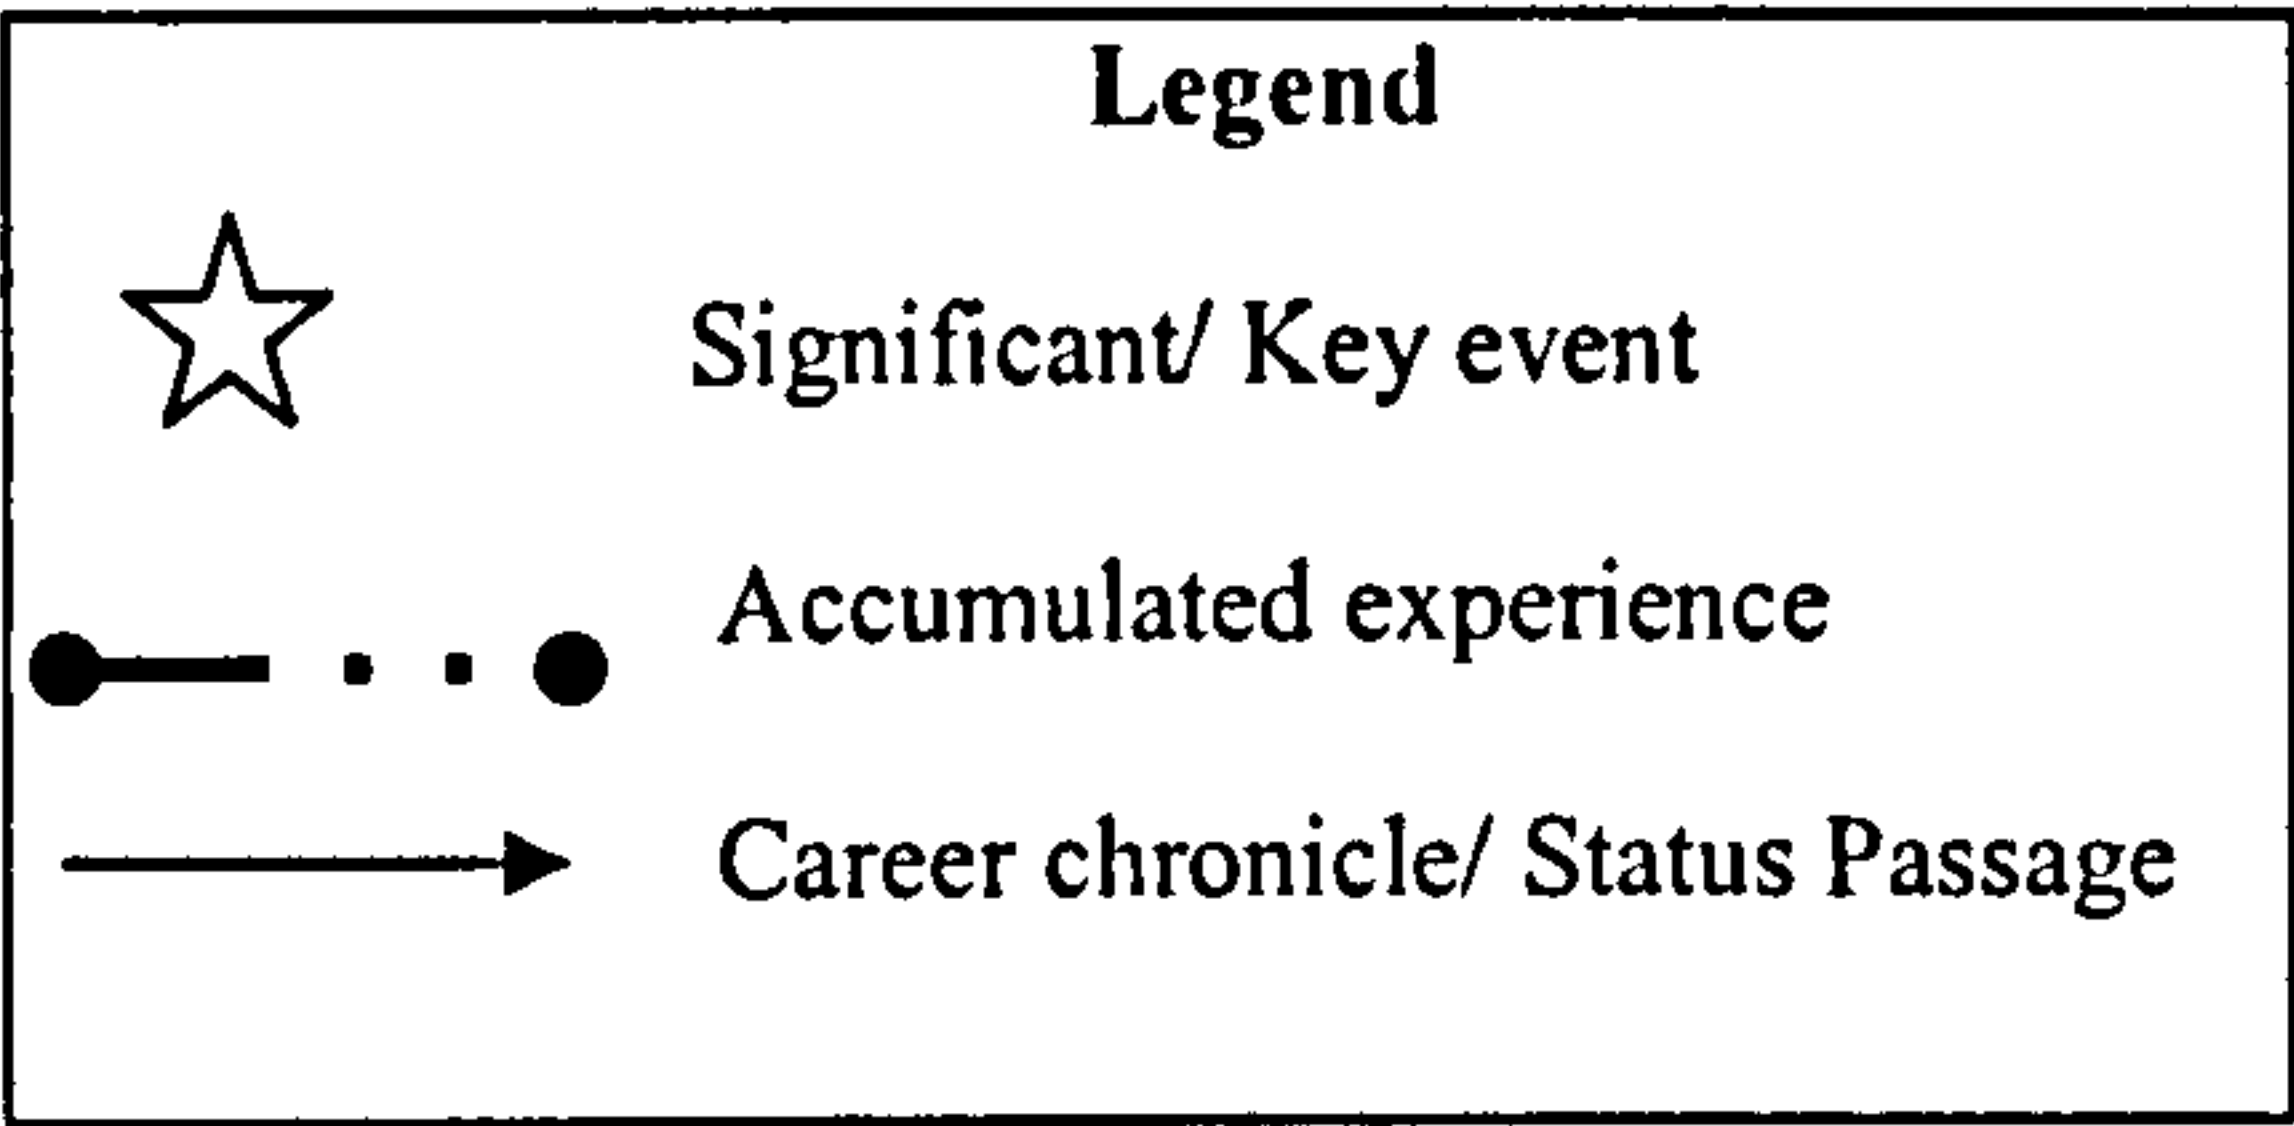 Legend
Significant/ Key event
Accumulated experience
Career chronicle/ Status Passage